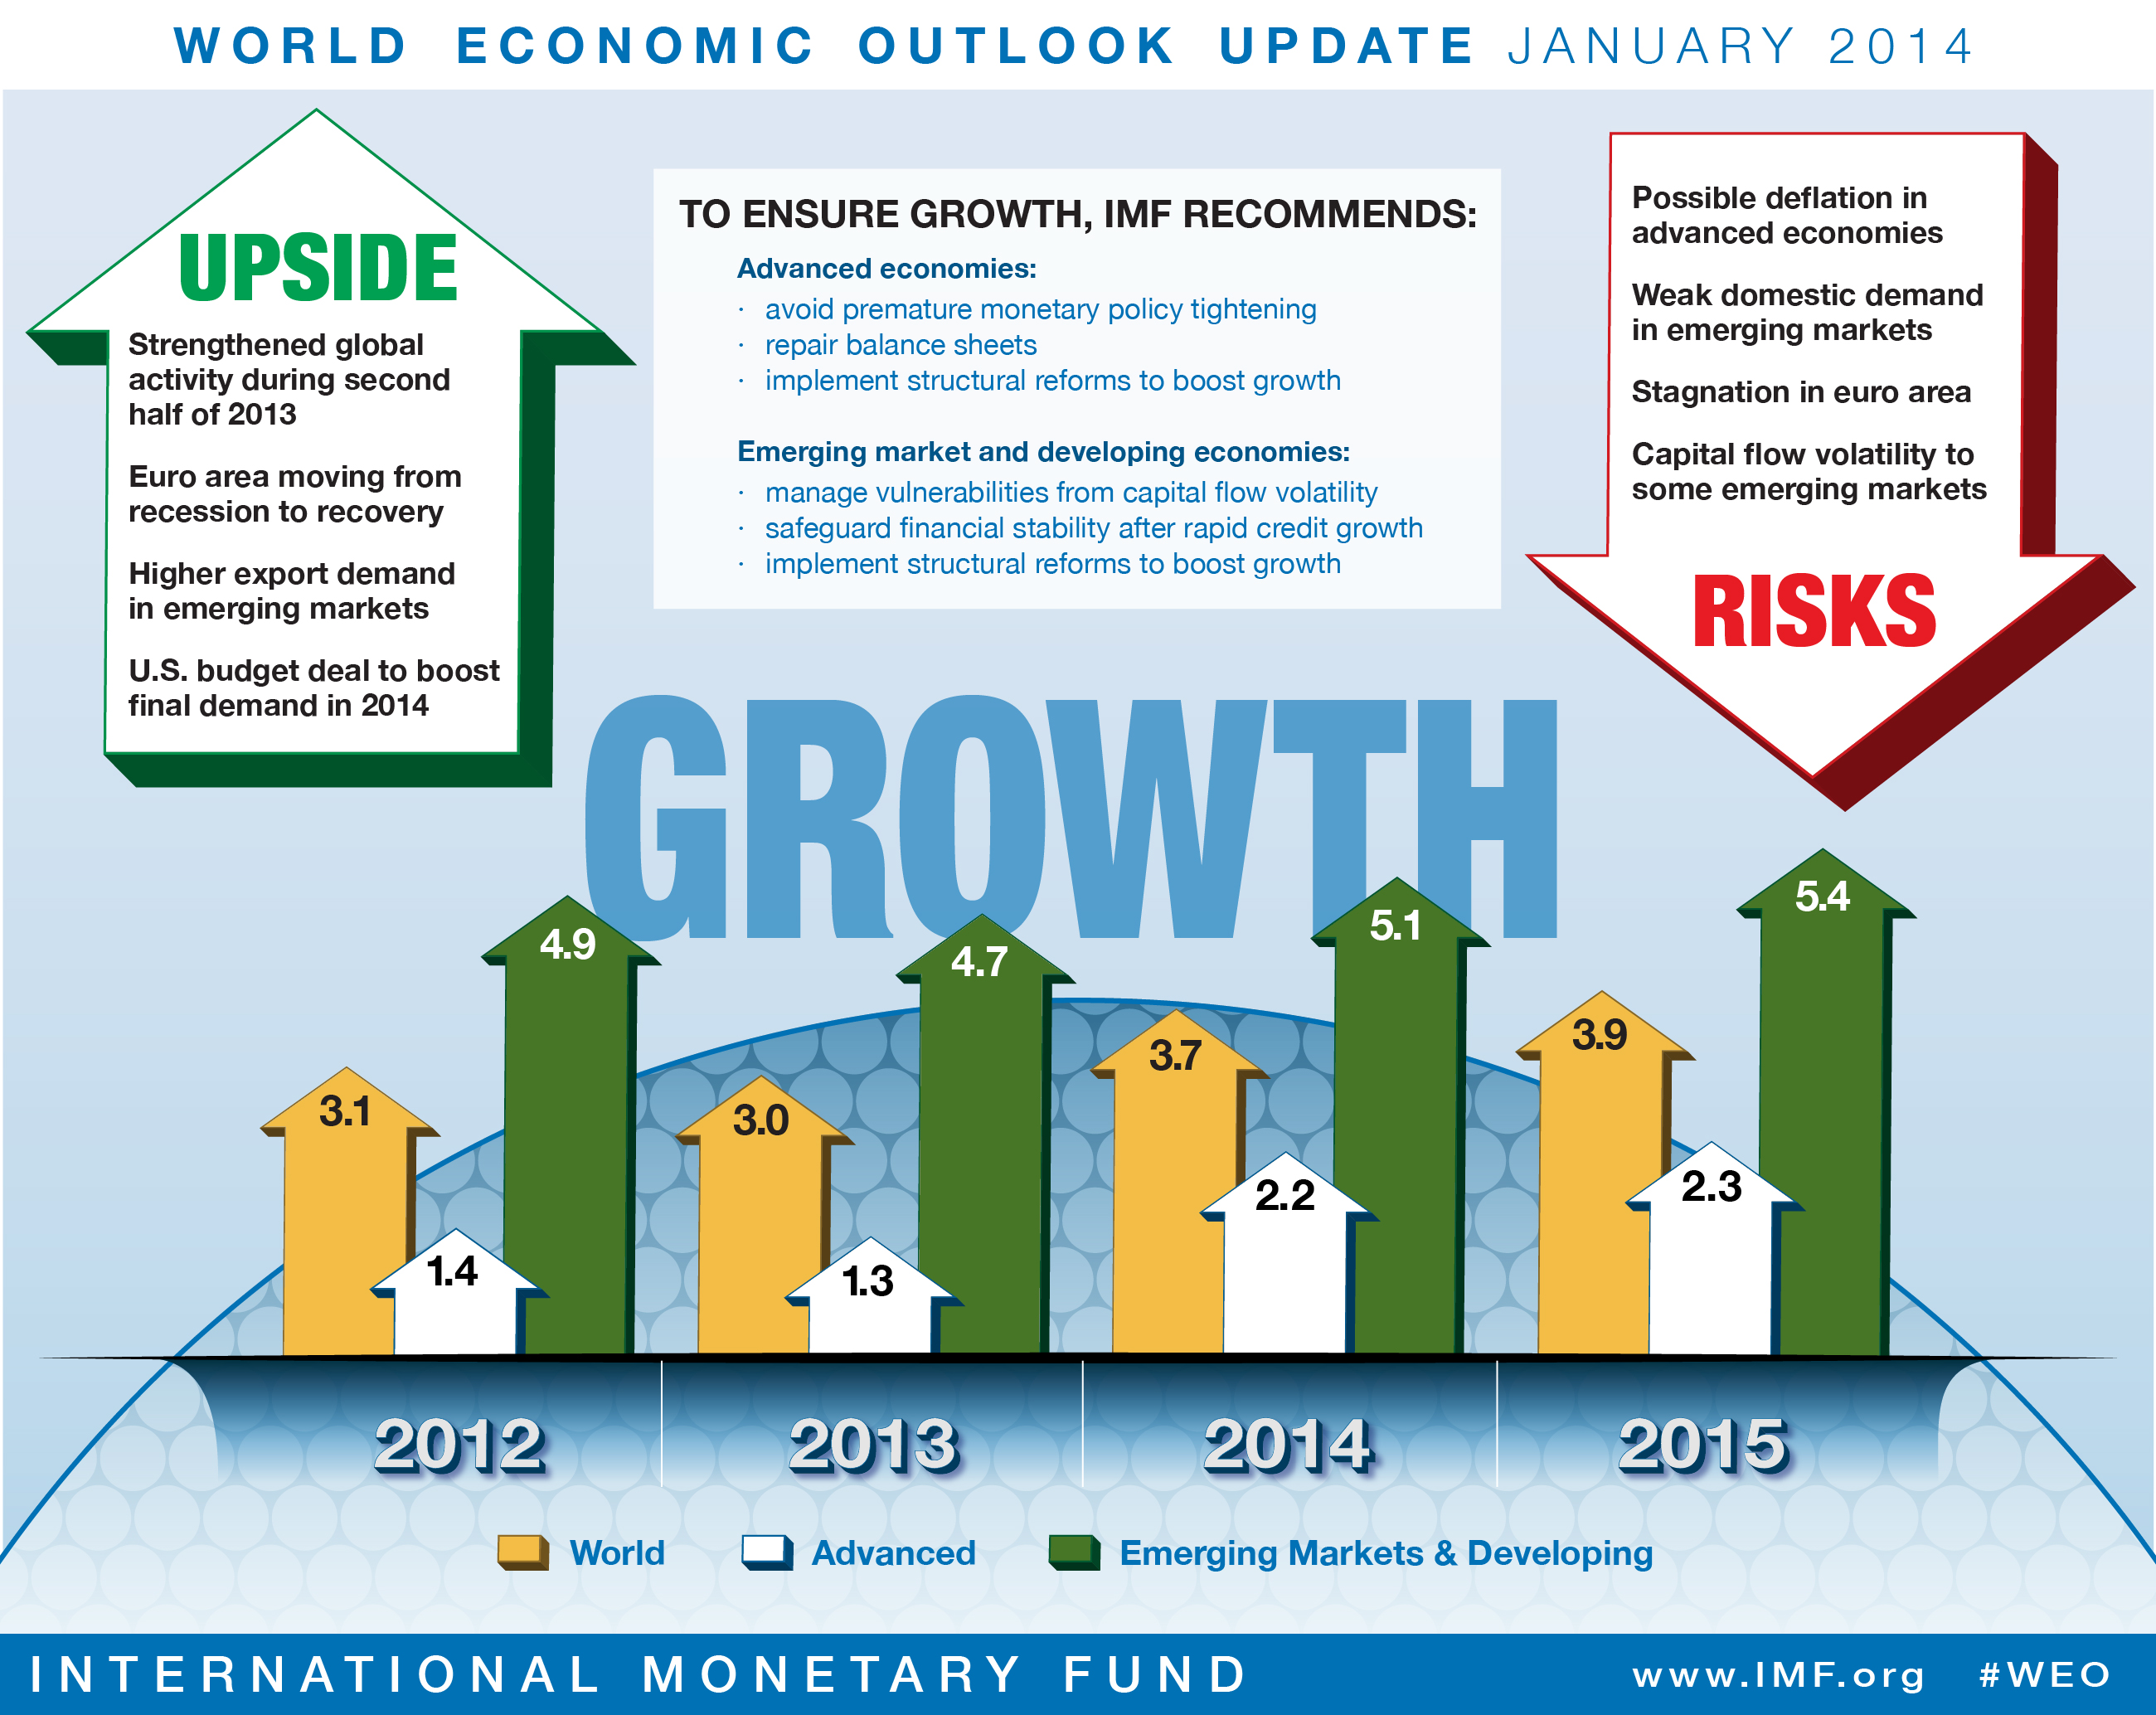 WORLD ECONOMIC OUTLOOK UPDATE JANUARY 2014
UPSIDE
Strengthened global
activity during second
half of 2013
Euro area moving from
recession to recovery
Higher export demand
in emerging markets
U.S. budget deal to boost
final demand in 2014
TO ENSURE GROWTH, IMF RECOMMENDS:
Advanced economies:
· avoid premature monetary policy tightening
· repair balance sheets
· implement structural reforms to boost growth
Emerging market and developing economies:
· manage vulnerabilities from capital flow volatility
· safeguard financial stability after rapid credit growth
· implement structural reforms to boost growth
Possible deflation in
advanced economies
Weak domestic demand
in emerging markets
Stagnation in euro area
Capital flow volatility to
some emerging markets
RISKS
GROWTH
3.1
1.4
4.9
3.0
1.3
4.7
3.7
2.2
5.1
3.9
2.3
5.4
2012
2013
2014
2015
World
Advanced
Emerging Markets & Developing
INTERNATIONAL MONETARY FUND
www.IMF.org #WEO